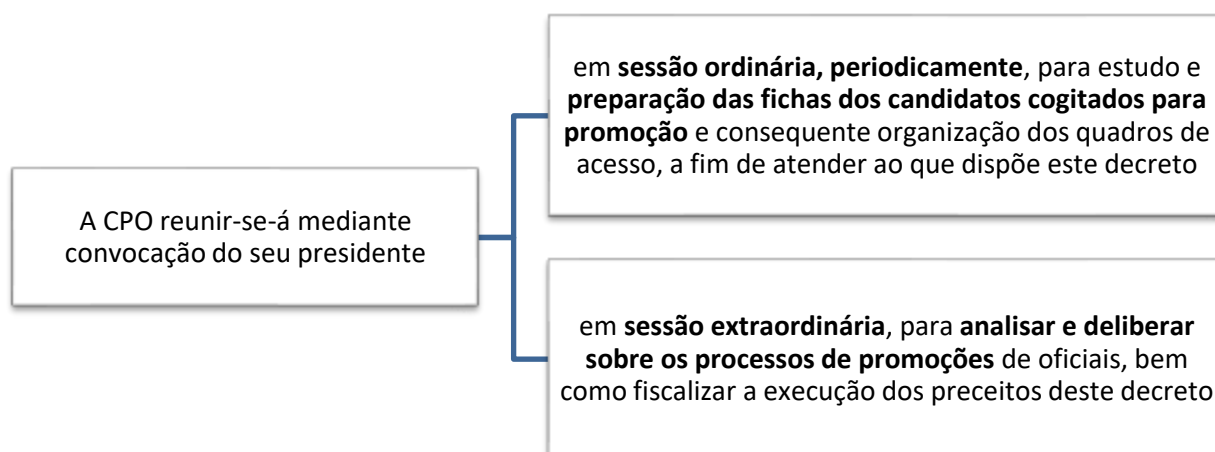 A CPO reunir-se-á mediante
convocação do seu presidente
em sessão ordinária, periodicamente, para estudo e
preparação das fichas dos candidatos cogitados para
promoção e consequente organização dos quadros de
acesso, a fim de atender ao que dispõe este decreto
em sessão extraordinária, para analisar e deliberar
sobre os processos de promoções de oficiais, bem
como fiscalizar a execução dos preceitos deste decreto